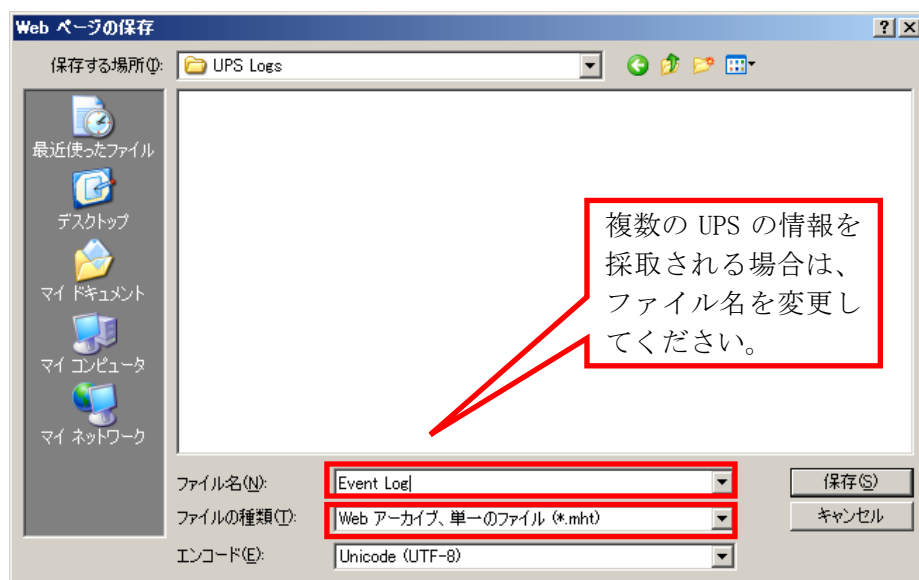 Web ページの保存
保存する場所(I):
UPS Logs
最近使ったファイル
デスクトップ
マイ ドキュメント
マイ コンピュータ
マイ ネットワーク
複数の UPS の情報を
採取される場合は、
ファイル名を変更し
てください。
ファイル名(N):
Event Log
保存(S)
ファイルの種類(T):
Web アーカイブ、単一のファイル (*.mht)
キャンセル
エンコード(E):
Unicode (UTF-8)